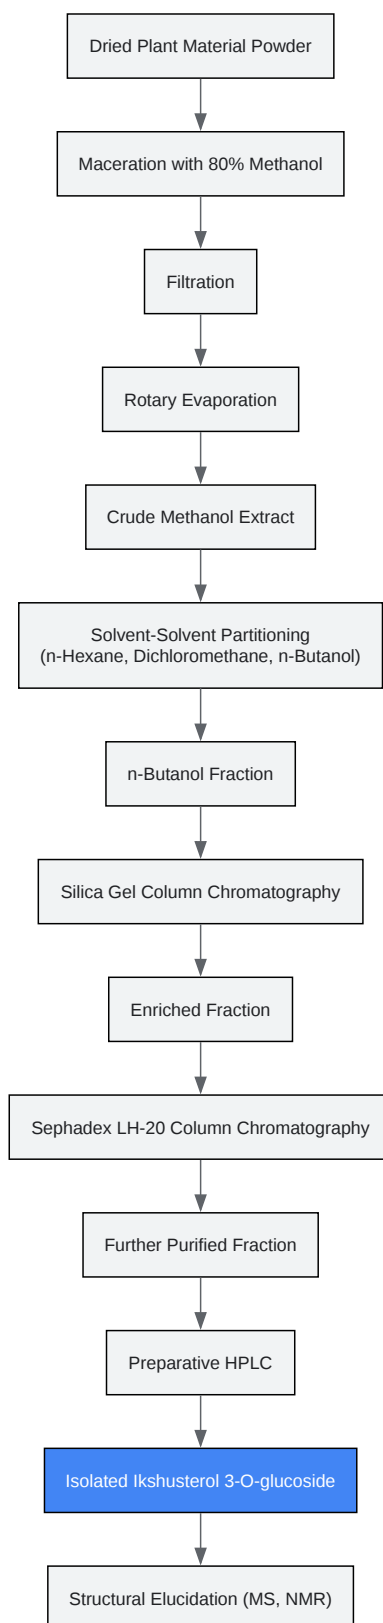 Dried Plant Material Powder
Maceration with 80% Methanol
Filtration
Rotary Evaporation
Crude Methanol Extract
Solvent-Solvent Partitioning
(n-Hexane, Dichloromethane, n-Butanol)
n-Butanol Fraction
Silica Gel Column Chromatography
Enriched Fraction
Sephadex LH-20 Column Chromatography
Further Purified Fraction
Preparative HPLC
Isolated Ikshusterol 3-O-glucoside
Structural Elucidation (MS, NMR)